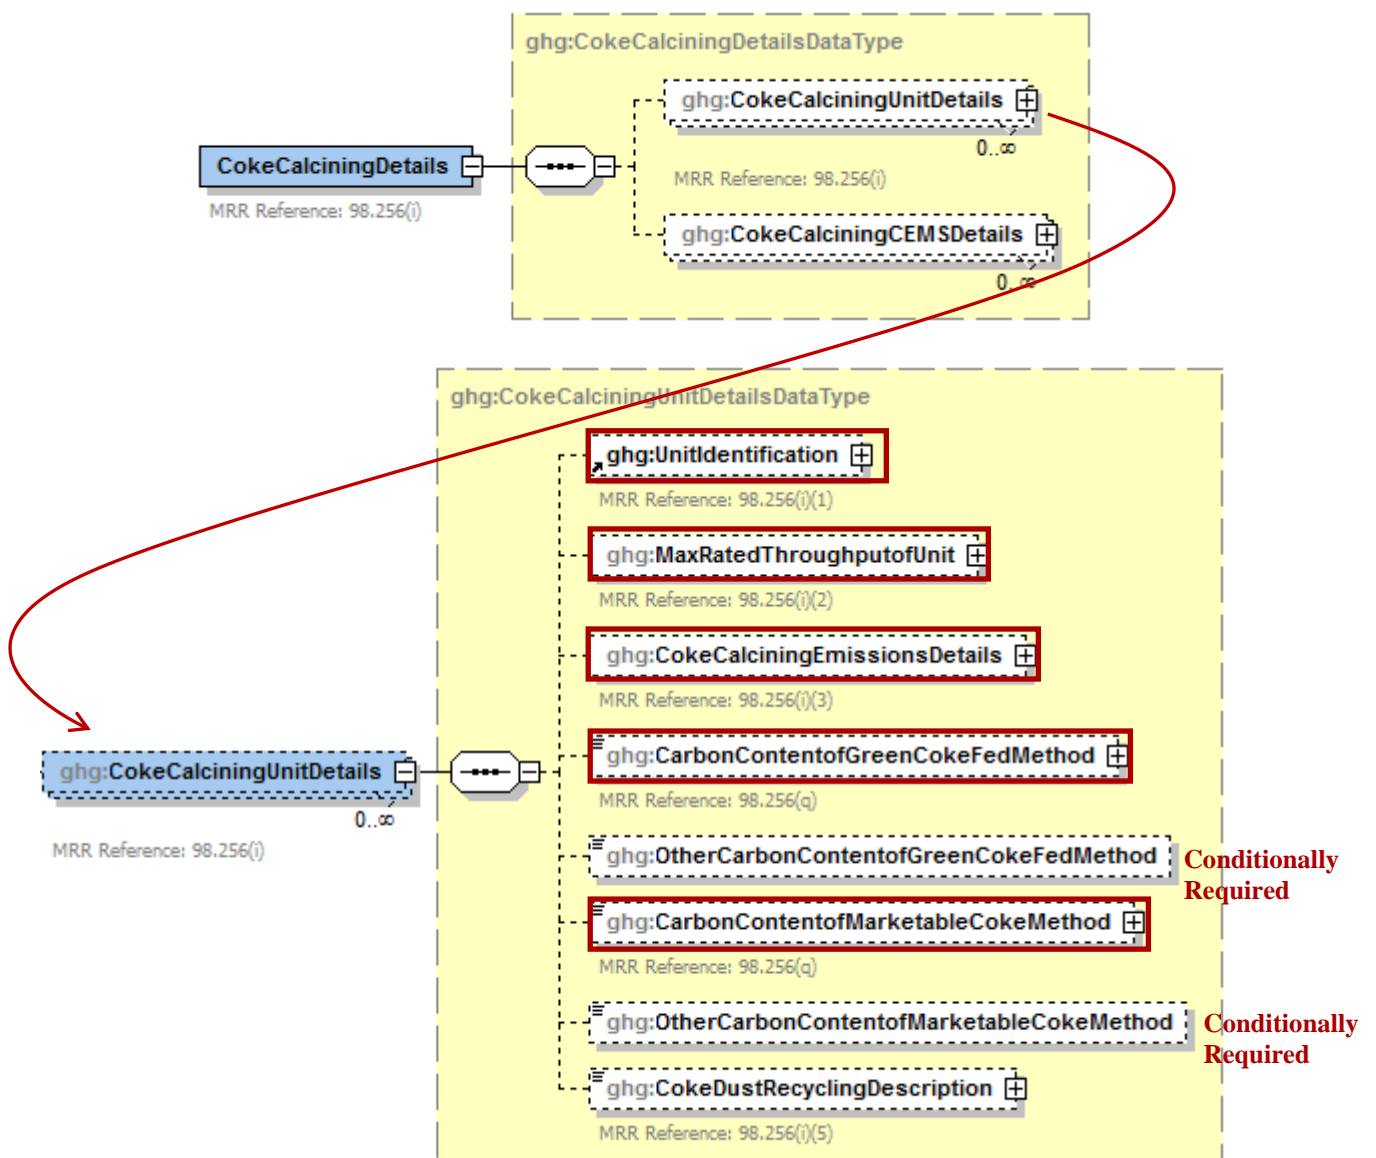 ghg:CokeCalciningDetailsDataType
ghg:CokeCalciningUnitDetails
0..∞
MRR Reference: 98.256(i)
CokeCalciningDetails
MRR Reference: 98.256(i)
ghg:CokeCalciningCEMSDetails
0..∞
ghg:CokeCalciningUnitDetailsDataType
ghg:UnitIdentification
MRR Reference: 98.256(i)(1)
ghg:MaxRatedThroughputofUnit
MRR Reference: 98.256(i)(2)
ghg:CokeCalciningEmissionsDetails
MRR Reference: 98.256(i)(3)
ghg:CarbonContentofGreenCokeFedMethod
MRR Reference: 98.256(q)
ghg:CokeCalciningUnitDetails
0..∞
MRR Reference: 98.256(i)
ghg:OtherCarbonContentofGreenCokeFedMethod
Conditionally
Required
ghg:CarbonContentofMarketableCokeMethod
MRR Reference: 98.256(q)
ghg:OtherCarbonContentofMarketableCokeMethod
Conditionally
Required
ghg:CokeDustRecyclingDescription
MRR Reference: 98.256(i)(5)